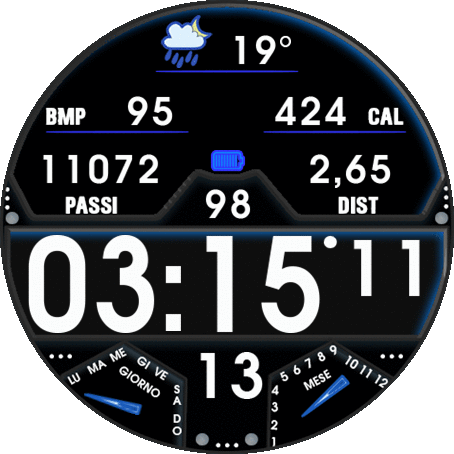 19°
BMP 95 424 CAL
11072 2,65
PASSI 98 DIST
03:15 11
13
LU MA ME GI VE SA DO
GIORNO
1 2 3 4 5 6 7 8 9 10 11 12
MESE